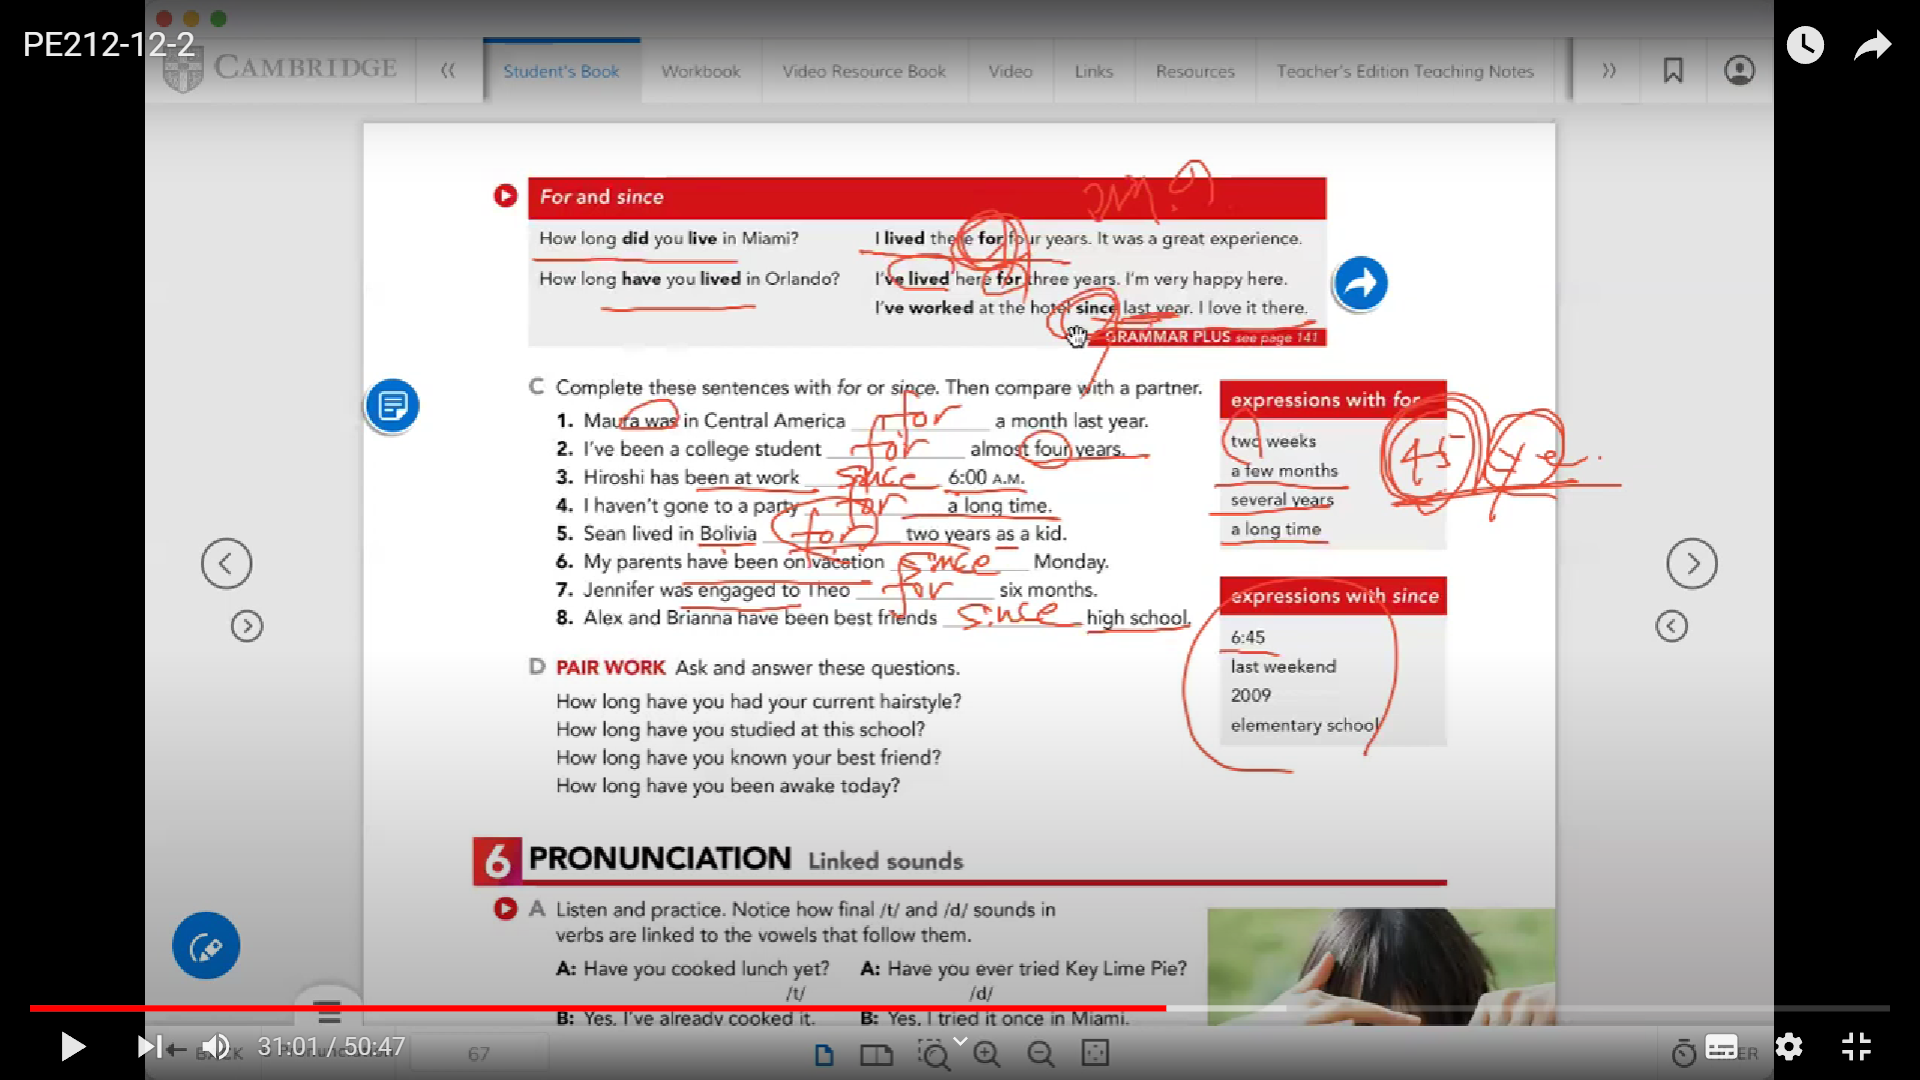 PE212-12-2
CAMBRIDGE
Student's Book
Workbook
Video Resource Book
Video
Links
Resources
Teacher's Edition Teaching Notes
For and since
How long did you live in Miami? I lived there for four years. It was a great experience.
How long have you lived in Orlando? I've lived here for three years. I'm very happy here.
I've worked at the hotel since last year. I love it there.
GRAMMAR PLUS see page 141
C Complete these sentences with for or since. Then compare with a partner.
1. Maura was in Central America for a month last year.
2. I've been a college student for almost four years.
3. Hiroshi has been at work since 6:00 A.M.
4. I haven't gone to a party for a long time.
5. Sean lived in Bolivia for two years as a kid.
6. My parents have been on vacation since Monday.
7. Jennifer was engaged to Theo for six months.
8. Alex and Brianna have been best friends since high school.
expressions with for
two weeks
a few months
several years
a long time
45
expressions with since
6:45
last weekend
2009
elementary school
D PAIR WORK Ask and answer these questions.
How long have you had your current hairstyle?
How long have you studied at this school?
How long have you known your best friend?
How long have you been awake today?
6 PRONUNCIATION Linked sounds
A Listen and practice. Notice how final /t/ and /d/ sounds in
verbs are linked to the vowels that follow them.
A: Have you cooked lunch yet? A: Have you ever tried Key Lime Pie?
/t/ /d/
B: Yes, I've already cooked it. B: Yes, I tried it once in Miami.
31:01 / 50:47
BACK
67